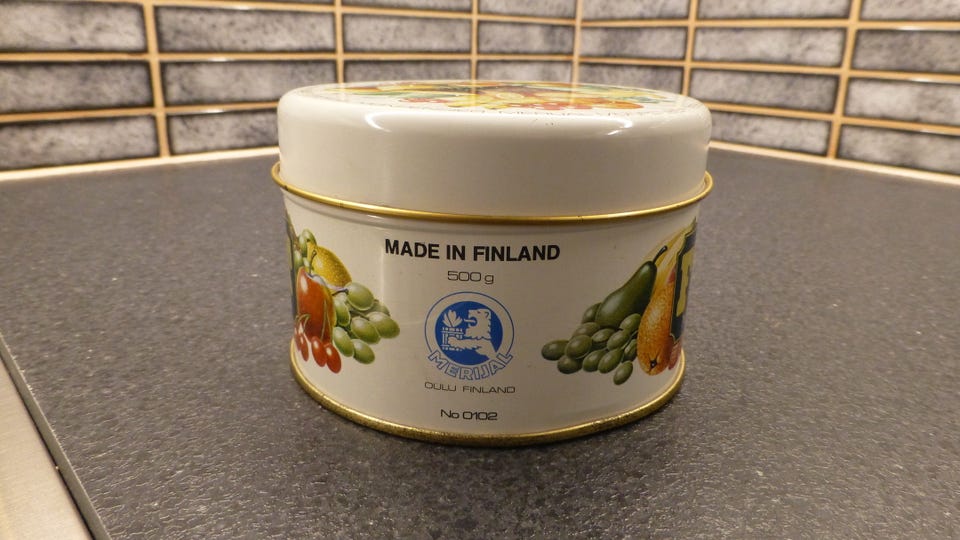 MADE IN FINLAND
500 g
MERIJAL
OULU FINLAND
No 0102